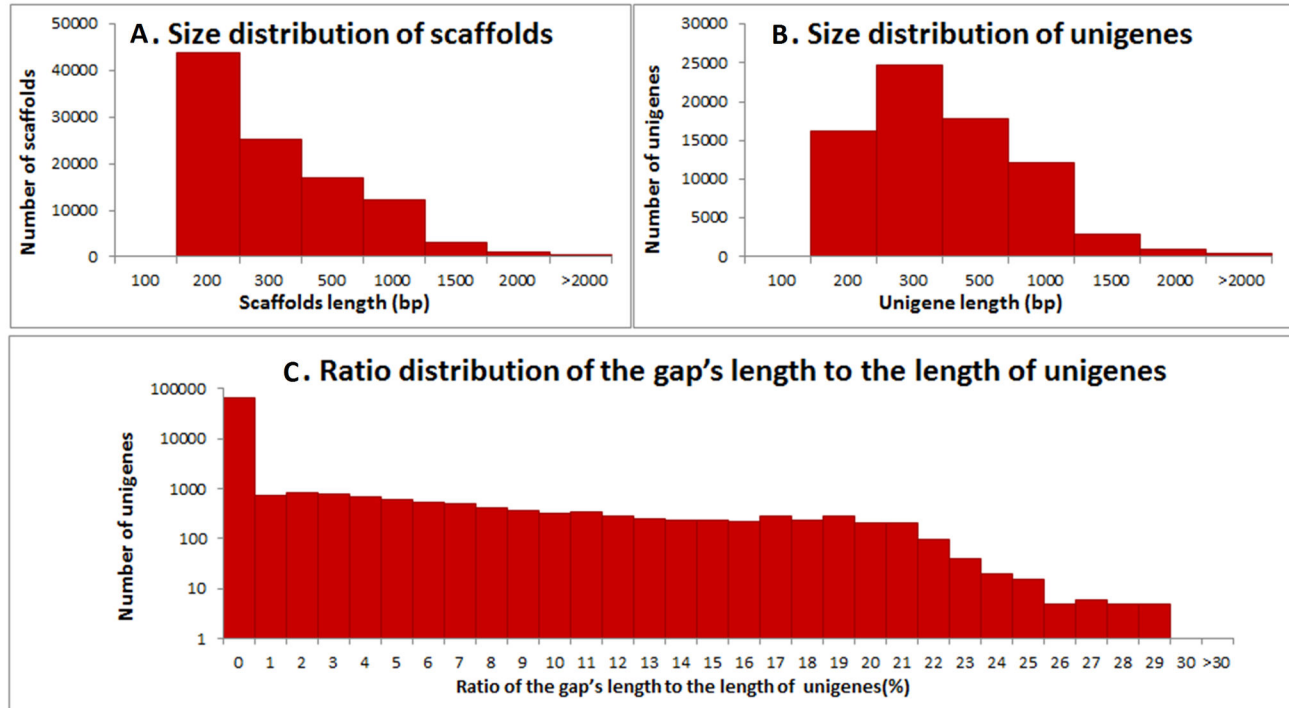 A. Size distribution of scaffolds
Number of scaffolds
50000
40000
30000
20000
10000
0
100 200 300 500 1000 1500 2000 >2000
Scaffolds length (bp)
B. Size distribution of unigenes
Number of unigenes
30000
25000
20000
15000
10000
5000
0
100 200 300 500 1000 1500 2000 >2000
Unigene length (bp)
C. Ratio distribution of the gap's length to the length of unigenes
Number of unigenes
100000
10000
1000
100
10
1
0 1 2 3 4 5 6 7 8 9 10 11 12 13 14 15 16 17 18 19 20 21 22 23 24 25 26 27 28 29 30 >30
Ratio of the gap's length to the length of unigenes(%)